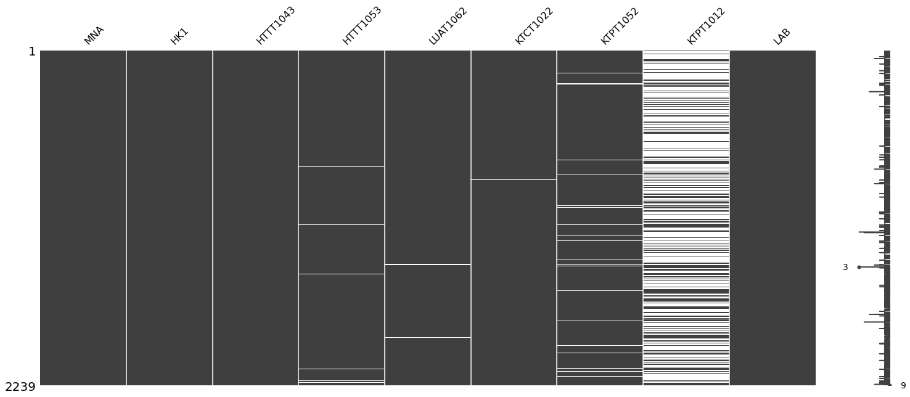 MNA HK1 HTTT1043 HTTT1053 LUAT1062 KTCT1022 KTPT1052 KTPT1012 LAB
1
3
2239
9